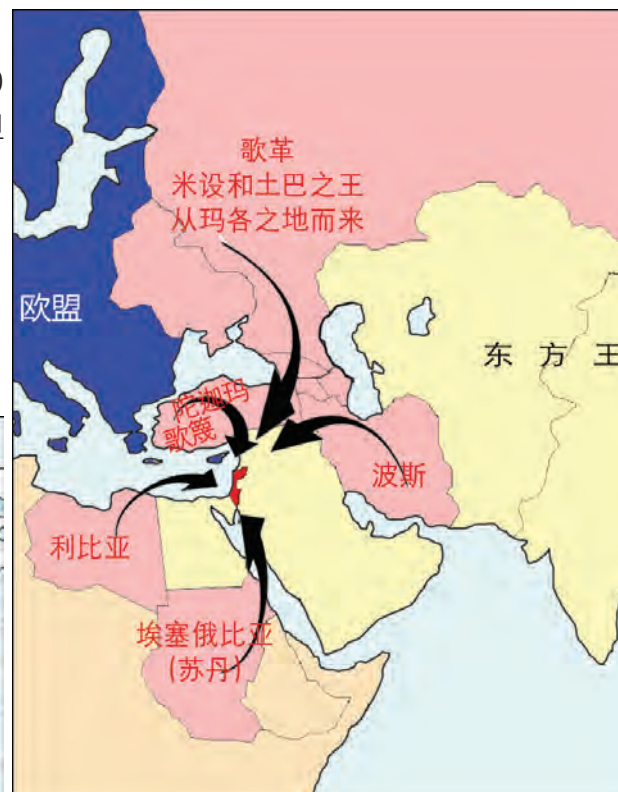 歌革
米设和土巴之王
从玛各之地而来
欧盟
东方王
陀迦玛
歌篾
波斯
利比亚
埃塞俄比亚
(苏丹)